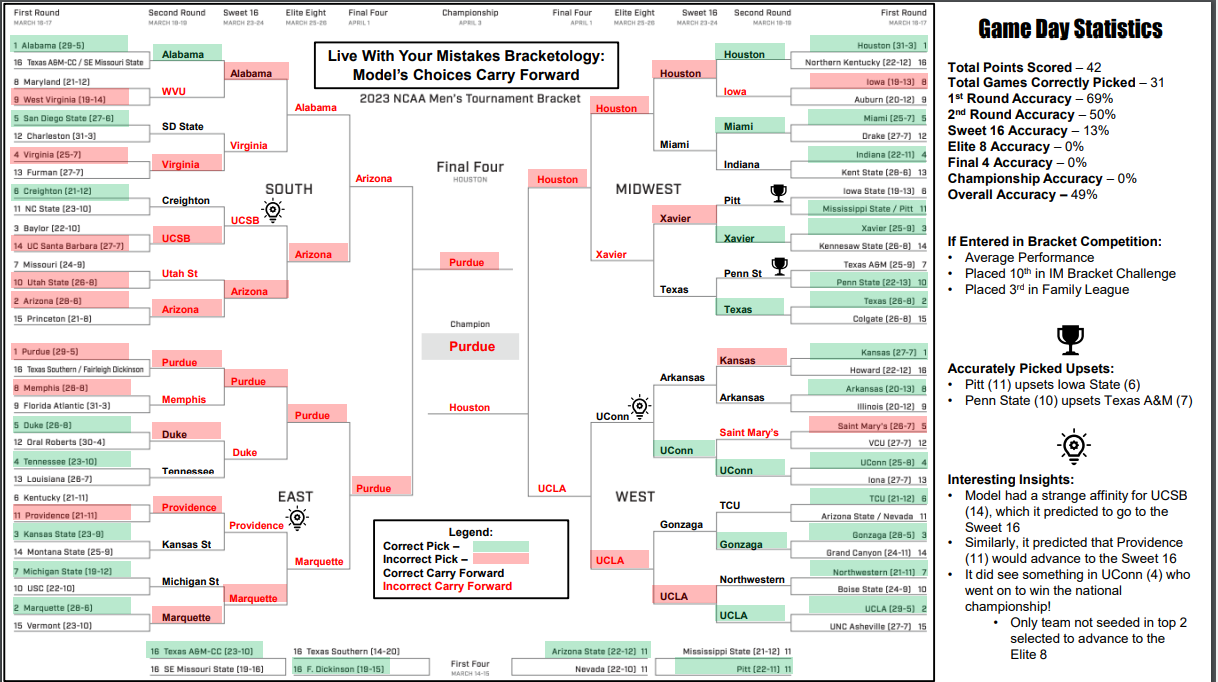 First Round
MARCH 16-17
Second Round
MARCH 18-19
Sweet 16
MARCH 23-24
Elite Eight
MARCH 25-26
Final Four
APRIL 1
Championship
APRIL 3
Final Four
APRIL 1
Elite Eight
MARCH 25-26
Sweet 16
MARCH 23-24
Second Round
MARCH 18-19
First Round
MARCH 16-17
Live With Your Mistakes Bracketology:
Model's Choices Carry Forward
2023 NCAA Men's Tournament Bracket
1 Alabama (29-5)
16 Texas A&M-CC / SE Missouri State
8 Maryland (21-12)
9 West Virginia (19-14)
5 San Diego State (27-6)
12 Charleston (31-3)
4 Virginia (25-7)
13 Furman (27-7)
6 Creighton (21-12)
11 NC State (23-10)
3 Baylor (22-10)
14 UC Santa Barbara (27-7)
7 Missouri (24-9)
10 Utah State (26-8)
2 Arizona (28-6)
15 Princeton (21-8)
Alabama
WVU
SD State
Virginia
Creighton
UCSB
Utah St
Arizona
Alabama
Virginia
UCSB
Arizona
Alabama
Arizona
Arizona
SOUTH
1 Purdue (29-5)
16 Texas Southern / Fairleigh Dickinson
8 Memphis (26-8)
9 Florida Atlantic (31-3)
5 Duke (26-8)
12 Oral Roberts (30-4)
4 Tennessee (23-10)
13 Louisiana (26-7)
6 Kentucky (21-11)
11 Providence (21-11)
3 Kansas State (23-9)
14 Montana State (25-9)
7 Michigan State (19-12)
10 USC (22-10)
2 Marquette (28-6)
15 Vermont (23-10)
Purdue
Memphis
Duke
Tennessee
Providence
Kansas St
Michigan St
Marquette
Purdue
Duke
Providence
Marquette
Purdue
Marquette
Purdue
EAST
Final Four
HOUSTON
Purdue
Champion
Purdue
Houston
Houston (31-3) 1
Northern Kentucky (22-12) 16
Iowa (19-13) 8
Auburn (20-12) 9
Miami (25-7) 5
Drake (27-7) 12
Indiana (22-11) 4
Kent State (28-6) 13
Iowa State (19-13) 6
Mississippi State / Pitt 11
Xavier (25-9) 3
Kennesaw State (26-8) 14
Texas A&M (25-9) 7
Penn State (22-13) 10
Texas (26-8) 2
Colgate (26-8) 15
Houston
Iowa
Miami
Indiana
Pitt
Xavier
Penn St
Texas
Houston
Miami
Xavier
Texas
Houston
Xavier
Houston
MIDWEST
Kansas (27-7) 1
Howard (22-12) 16
Arkansas (20-13) 8
Illinois (20-12) 9
Saint Mary's (26-7) 5
VCU (27-7) 12
UConn (25-8) 4
Iona (27-7) 13
TCU (21-12) 6
Arizona State / Nevada 11
Gonzaga (28-5) 3
Grand Canyon (24-11) 14
Northwestern (21-11) 7
Boise State (24-9) 10
UCLA (29-5) 2
UNC Asheville (27-7) 15
Kansas
Arkansas
Saint Mary's
UConn
TCU
Gonzaga
Northwestern
UCLA
Arkansas
UConn
Gonzaga
UCLA
UConn
UCLA
UCLA
WEST
Legend:
Correct Pick –
Incorrect Pick –
Correct Carry Forward
Incorrect Carry Forward
16 Texas A&M-CC (23-10)
16 SE Missouri State (19-16)
16 Texas Southern (14-20)
16 F. Dickinson (19-15)
First Four
MARCH 14-15
Arizona State (22-12) 11
Nevada (22-10) 11
Mississippi State (21-12) 11
Pitt (22-11) 11
Game Day Statistics
Total Points Scored – 42
Total Games Correctly Picked – 31
1st Round Accuracy – 69%
2nd Round Accuracy – 50%
Sweet 16 Accuracy – 13%
Elite 8 Accuracy – 0%
Final 4 Accuracy – 0%
Championship Accuracy – 0%
Overall Accuracy – 49%
If Entered in Bracket Competition:
• Average Performance
• Placed 10th in IM Bracket Challenge
• Placed 3rd in Family League
Accurately Picked Upsets:
• Pitt (11) upsets Iowa State (6)
• Penn State (10) upsets Texas A&M (7)
Interesting Insights:
• Model had a strange affinity for UCSB
(14), which it predicted to go to the
Sweet 16
• Similarly, it predicted that Providence
(11) would advance to the Sweet 16
• It did see something in UConn (4) who
went on to win the national
championship!
• Only team not seeded in top 2
selected to advance to the
Elite 8